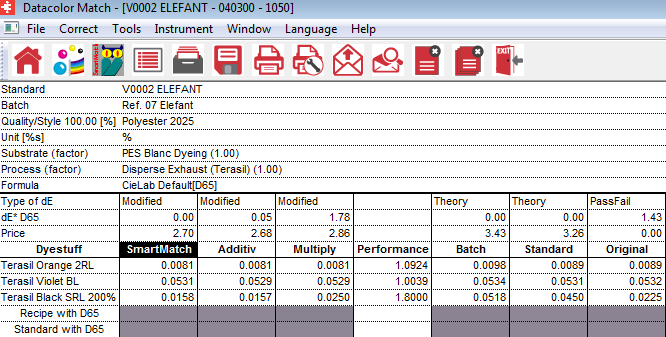 Datacolor Match - [V0002 ELEFANT - 040300 - 1050]
File Correct Tools Instrument Window Language Help
SmartMatch EXIT
Standard V0002 ELEFANT
Batch Ref. 07 Elefant
Quality/Style 100.00 [%] Polyester 2025
Unit [%s] %
Substrate (factor) PES Blanc Dyeing (1.00)
Process (factor) Disperse Exhaust (Terasil) (1.00)
Formula CieLab Default[D65]
Type of dE Modified Modified Modified Theory Theory PassFail
dE* D65 0.00 0.05 1.78 0.00 0.00 1.43
Price 2.70 2.68 2.86 3.43 3.26 0.00
Dyestuff SmartMatch Additiv Multiply Performance Batch Standard Original
Terasil Orange 2RL 0.0081 0.0081 0.0081 1.0924 0.0098 0.0089 0.0089
Terasil Violet BL 0.0531 0.0529 0.0529 1.0039 0.0534 0.0531 0.0532
Terasil Black SRL 200% 0.0158 0.0157 0.0250 1.8000 0.0518 0.0450 0.0225
Recipe with D65
Standard with D65